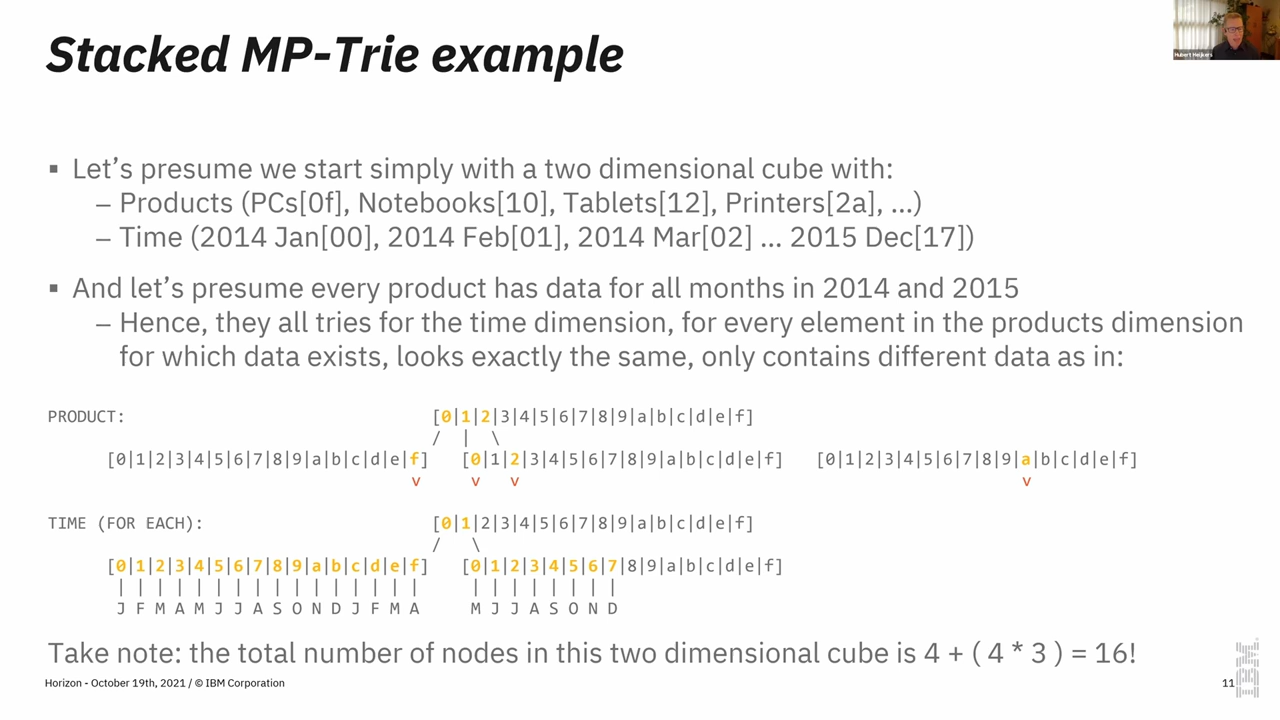 Stacked MP-Trie example
Hubert Heijkers
▪ Let's presume we start simply with a two dimensional cube with:
– Products (PCs[0f], Notebooks[10], Tablets[12], Printers[2a], …)
– Time (2014 Jan[00], 2014 Feb[01], 2014 Mar[02] … 2015 Dec[17])
▪ And let's presume every product has data for all months in 2014 and 2015
– Hence, they all tries for the time dimension, for every element in the products dimension
for which data exists, looks exactly the same, only contains different data as in:
PRODUCT: [0|1|2|3|4|5|6|7|8|9|a|b|c|d|e|f]
/ | \
[0|1|2|3|4|5|6|7|8|9|a|b|c|d|e|f] [0|1|2|3|4|5|6|7|8|9|a|b|c|d|e|f] [0|1|2|3|4|5|6|7|8|9|a|b|c|d|e|f]
v v v v
TIME (FOR EACH): [0|1|2|3|4|5|6|7|8|9|a|b|c|d|e|f]
/ \
[0|1|2|3|4|5|6|7|8|9|a|b|c|d|e|f] [0|1|2|3|4|5|6|7|8|9|a|b|c|d|e|f]
| | | | | | | | | | | | | | | | | | | | | | | |
J F M A M J J A S O N D J F M A M J J A S O N D
Take note: the total number of nodes in this two dimensional cube is 4 + ( 4 * 3 ) = 16!
Horizon - October 19th, 2021 / © IBM Corporation
11
IBM